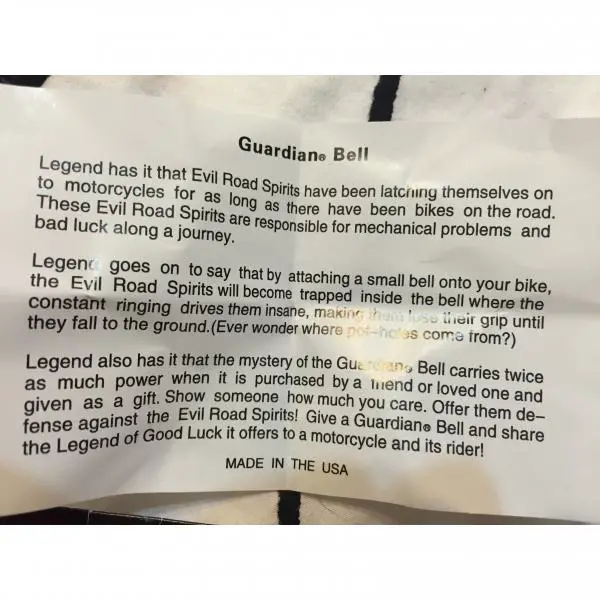 Guardian® Bell
Legend has it that Evil Road Spirits have been latching themselves on
to motorcycles for as long as there have been bikes on the road.
These Evil Road Spirits are responsible for mechanical problems and
bad luck along a journey.
Legend goes on to say that by attaching a small bell onto your bike,
the Evil Road Spirits will become trapped inside the bell where the
constant ringing drives them insane, making them lose their grip until
they fall to the ground.(Ever wonder where pot-holes come from?)
Legend also has it that the mystery of the Guardian® Bell carries twice
as much power when it is purchased by a friend or loved one and
given as a gift. Show someone how much you care. Offer them de-
fense against the Evil Road Spirits! Give a Guardian® Bell and share
the Legend of Good Luck it offers to a motorcycle and its rider!
MADE IN THE USA